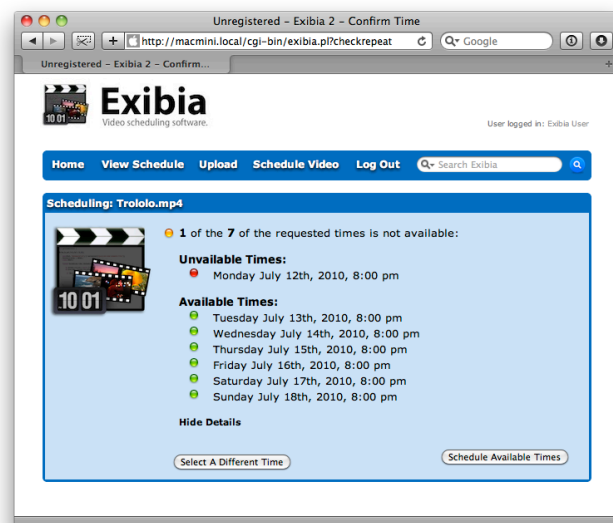 Unregistered – Exibia 2 – Confirm Time
http://macmini.local/cgi-bin/exibia.pl?checkrepeat
Google
Unregistered – Exibia 2 – Confirm...
10 01
Exibia
Video scheduling software.
User logged in: Exibia User
Home View Schedule Upload Schedule Video Log Out Search Exibia
Scheduling: Trololo.mp4
10 01
1 of the 7 of the requested times is not available:
Unvailable Times:
Monday July 12th, 2010, 8:00 pm
Available Times:
Tuesday July 13th, 2010, 8:00 pm
Wednesday July 14th, 2010, 8:00 pm
Thursday July 15th, 2010, 8:00 pm
Friday July 16th, 2010, 8:00 pm
Saturday July 17th, 2010, 8:00 pm
Sunday July 18th, 2010, 8:00 pm
Hide Details
Select A Different Time
Schedule Available Times